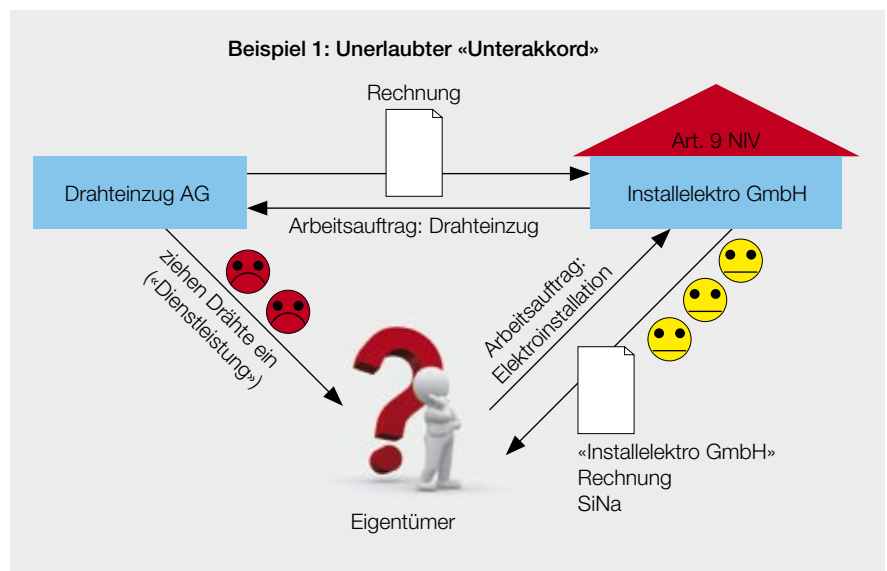 Beispiel 1: Unerlaubter «Unterakkord»
Rechnung
Art. 9 NIV
Drahteinzug AG
Installelektro GmbH
Arbeitsauftrag: Drahteinzug
ziehen Drähte ein
(«Dienstleistung»)
Arbeitsauftrag:
Elektroinstallation
«Installelektro GmbH»
Rechnung
SiNa
Eigentümer